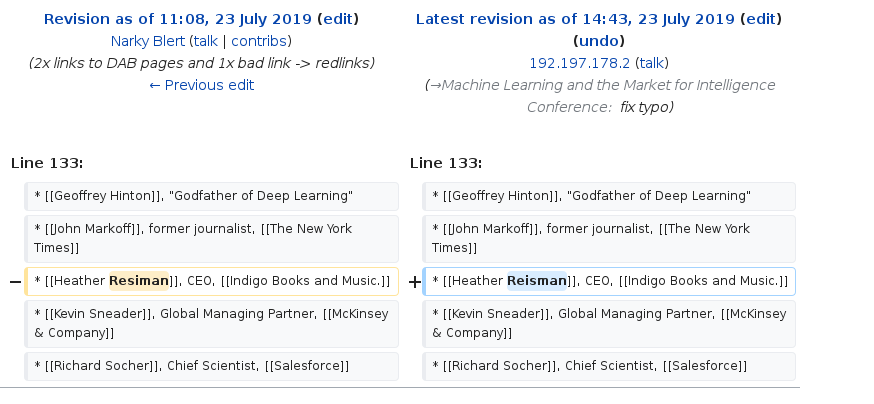 Revision as of 11:08, 23 July 2019 (edit)
Narky Blert (talk | contribs)
(2x links to DAB pages and 1x bad link -> redlinks)
← Previous edit
Latest revision as of 14:43, 23 July 2019 (edit)
(undo)
192.197.178.2 (talk)
(→Machine Learning and the Market for Intelligence
Conference: fix typo)
Line 133:
* [[Geoffrey Hinton]], "Godfather of Deep Learning"
* [[John Markoff]], former journalist, [[The New York
Times]]
− * [[Heather Resiman]], CEO, [[Indigo Books and Music.]]
* [[Kevin Sneader]], Global Managing Partner, [[McKinsey
& Company]]
* [[Richard Socher]], Chief Scientist, [[Salesforce]]
Line 133:
* [[Geoffrey Hinton]], "Godfather of Deep Learning"
* [[John Markoff]], former journalist, [[The New York
Times]]
+ * [[Heather Reisman]], CEO, [[Indigo Books and Music.]]
* [[Kevin Sneader]], Global Managing Partner, [[McKinsey
& Company]]
* [[Richard Socher]], Chief Scientist, [[Salesforce]]